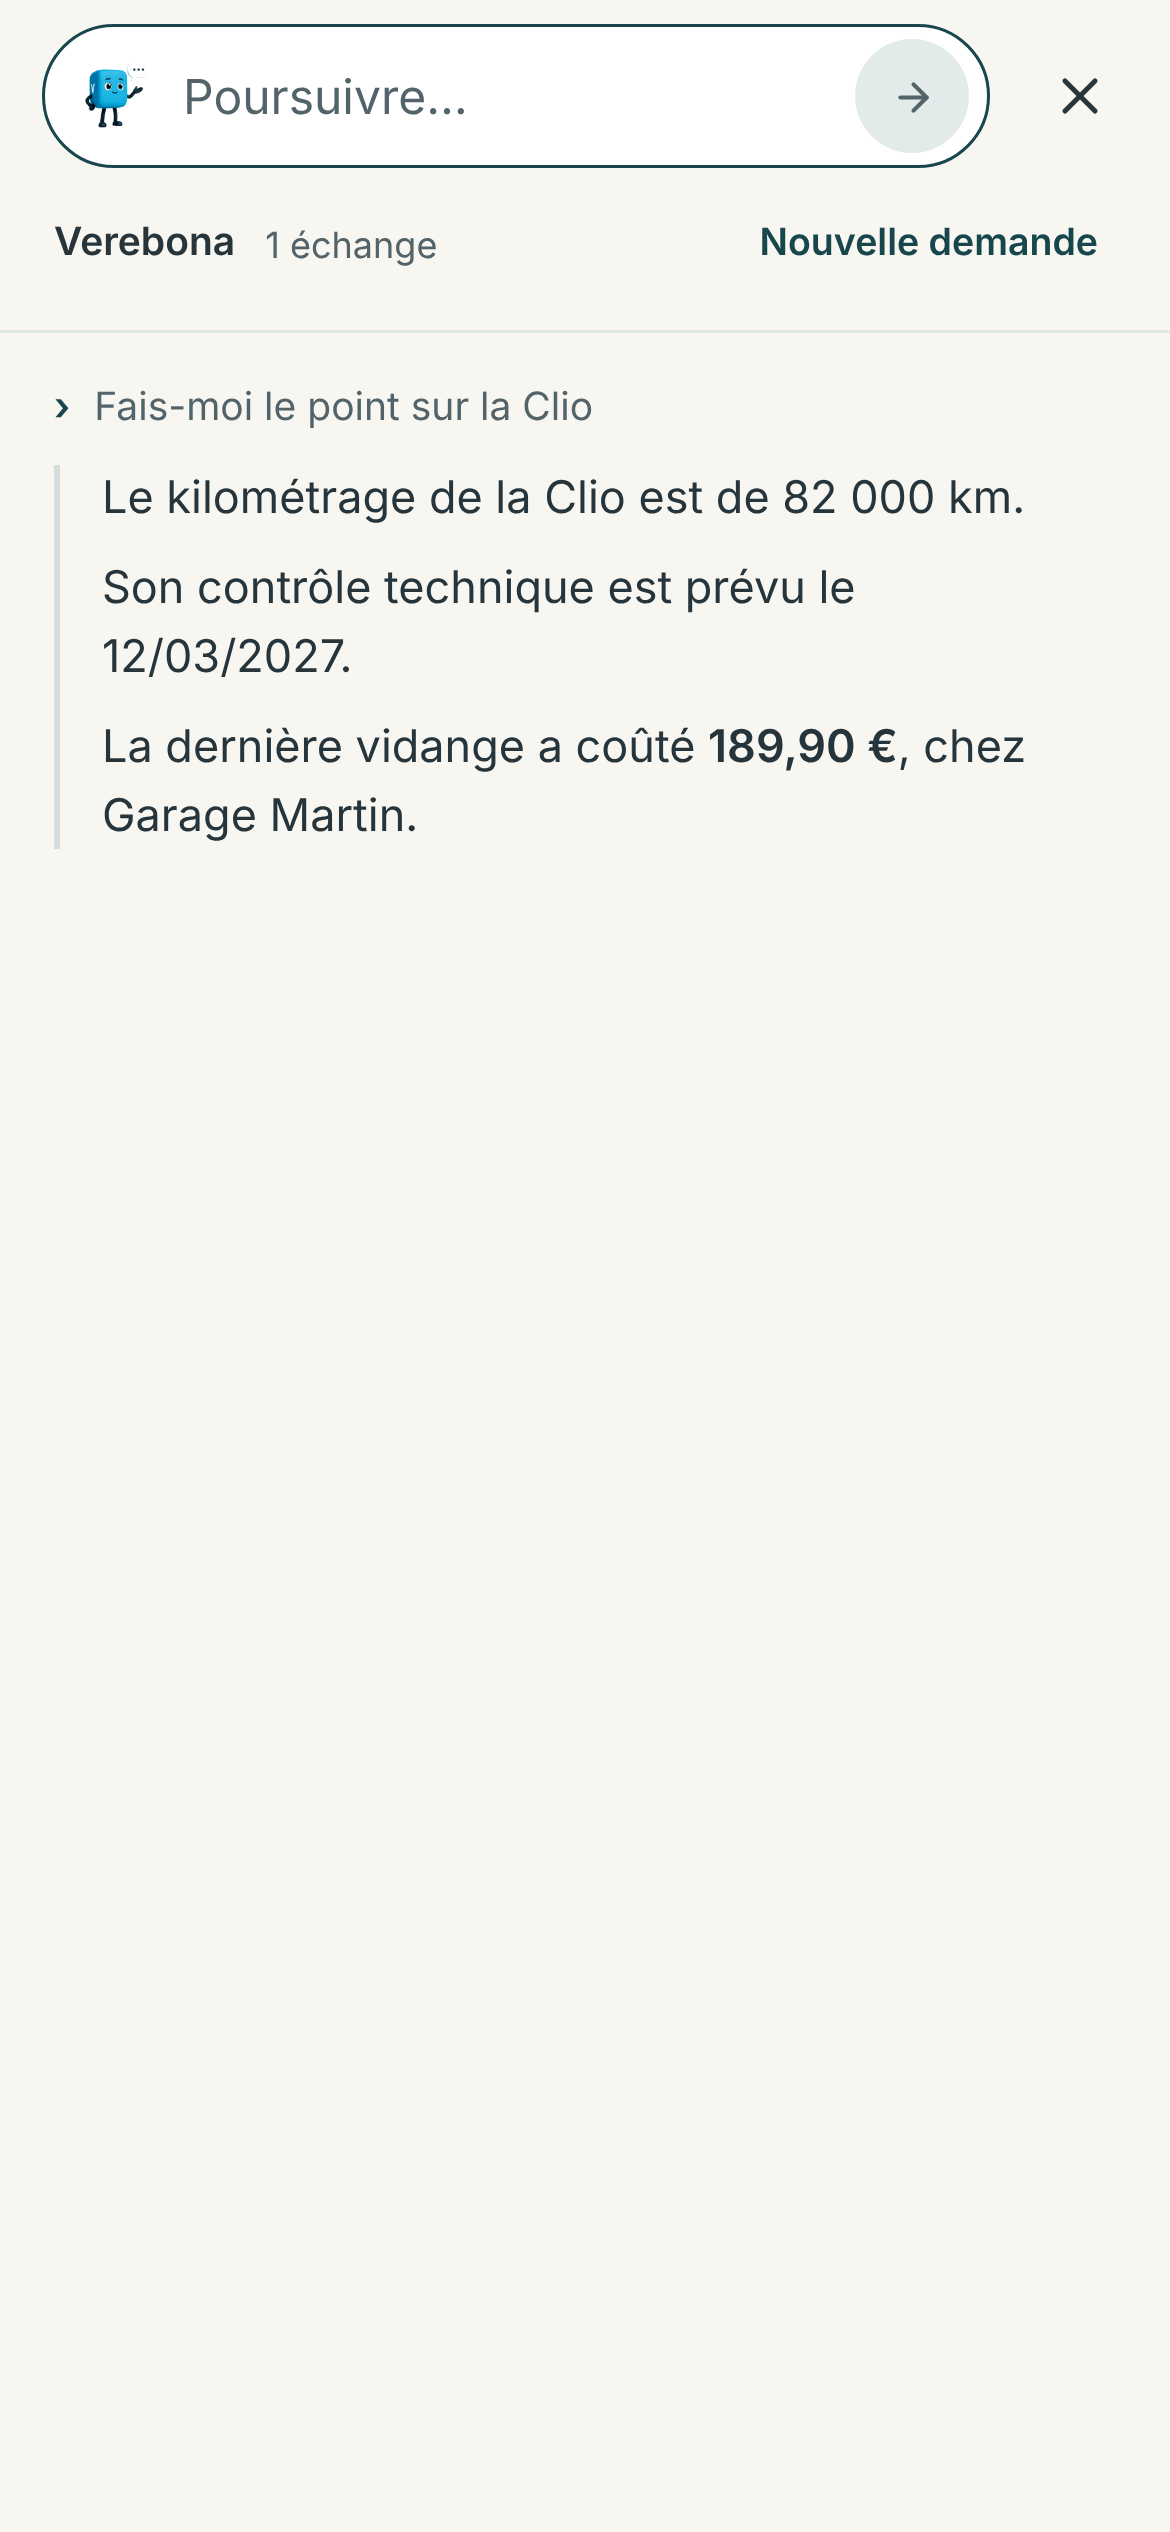 Poursuivre...
Verebona 1 échange Nouvelle demande
› Fais-moi le point sur la Clio
Le kilométrage de la Clio est de 82 000 km.
Son contrôle technique est prévu le
12/03/2027.
La dernière vidange a coûté 189,90 €, chez
Garage Martin.